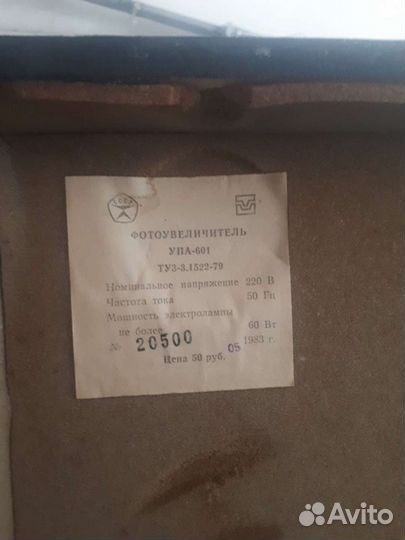 СССР
ФОТОУВЕЛИЧИТЕЛЬ
УПА-601
ТУ3-3.1522-79
Номинальное напряжение 220 В
Частота тока 50 Гц
Мощность электролампы
не более 60 Вт
№ 20500 05 1983 г.
Цена 50 руб.
Avito